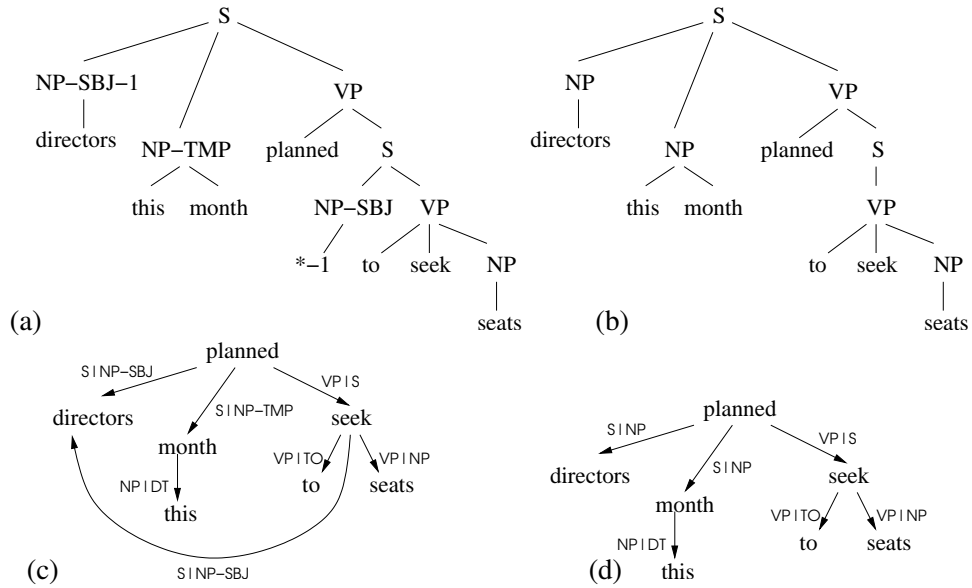 S S
NP–SBJ–1 VP NP VP
directors NP–TMP planned S directors NP planned S
this month NP–SBJ VP this month VP
*–1 to seek NP to seek NP
(a) seats (b) seats
planned
S|NP-SBJ VP|S
directors S|NP-TMP seek
month VP|TO VP|NP
NP|DT to seats
this
(c) S|NP-SBJ
planned
S|NP VP|S
directors S|NP seek
month VP|TO VP|NP
NP|DT to seats
(d) this